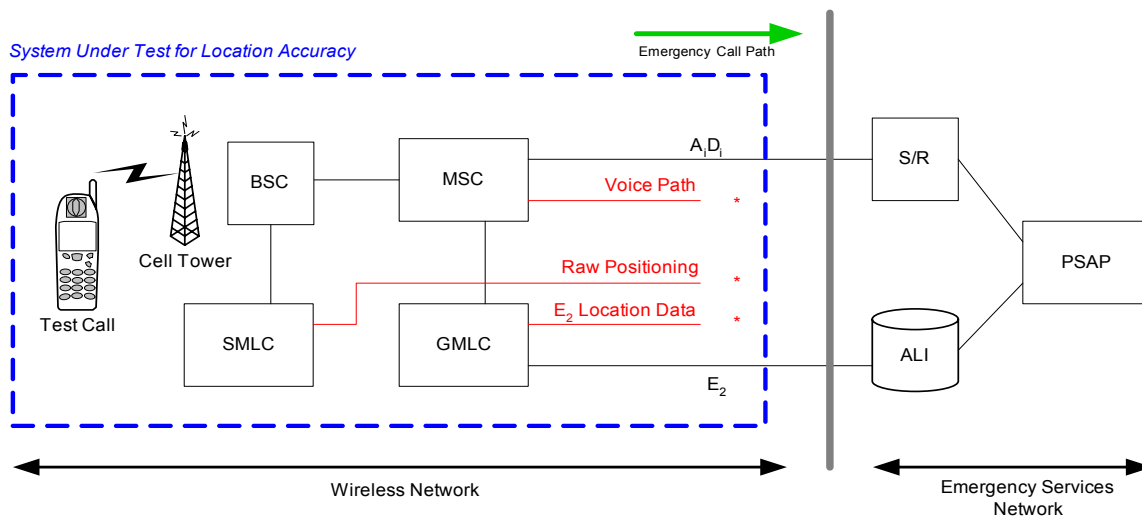 System Under Test for Location Accuracy
Emergency Call Path
AiDi
S/R
BSC
MSC
Voice Path *
PSAP
Cell Tower
Raw Positioning *
Test Call
E2 Location Data *
SMLC
GMLC
ALI
E2
Wireless Network
Emergency Services
Network